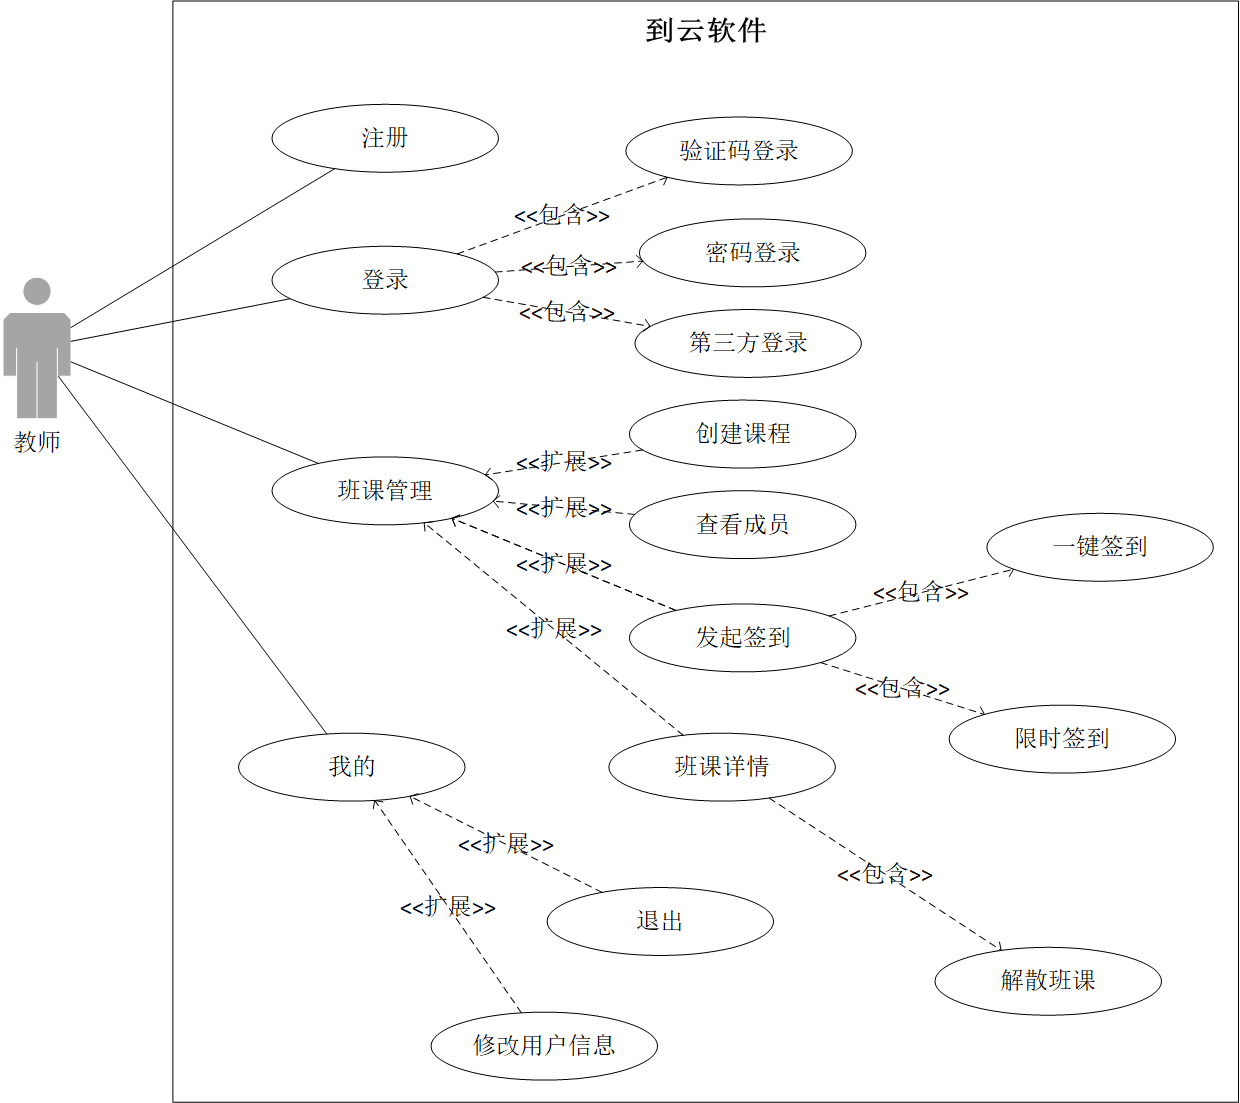 到云软件
注册
验证码登录
<<包含>>
密码登录
<<包含>>
登录
<<包含>>
第三方登录
教师
创建课程
<<扩展>>
班课管理
<<扩展>>
查看成员
一键签到
<<扩展>>
<<包含>>
<<扩展>>
发起签到
<<包含>>
限时签到
我的
班课详情
<<扩展>>
<<包含>>
<<扩展>>
退出
解散班课
修改用户信息